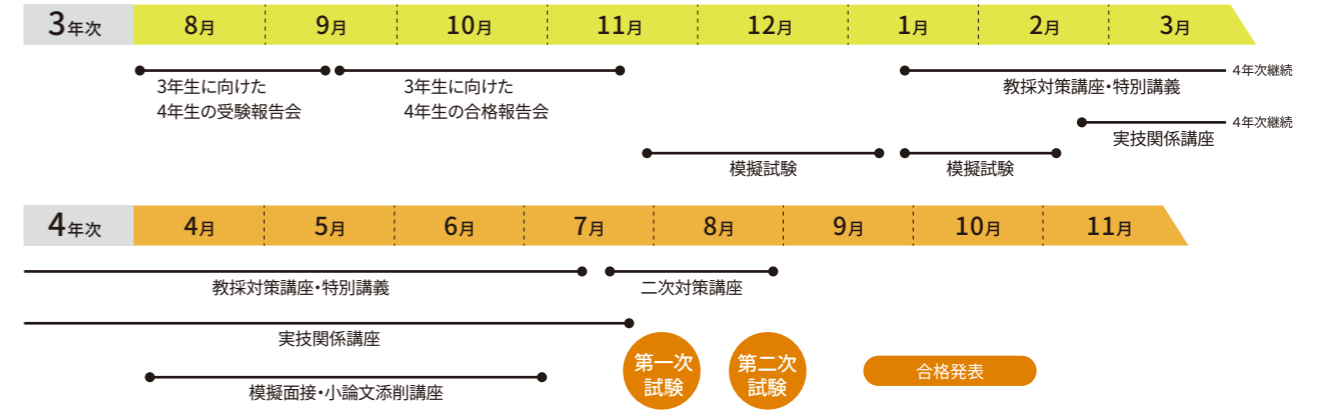 3年次 8月 9月 10月 11月 12月 1月 2月 3月
4年次継続
3年生に向けた
4年生の受験報告会
3年生に向けた
4年生の合格報告会
教採対策講座・特別講義
4年次継続
実技関係講座
模擬試験
模擬試験
4年次 4月 5月 6月 7月 8月 9月 10月 11月
教採対策講座・特別講義
二次対策講座
実技関係講座
第一次
試験
第二次
試験
合格発表
模擬面接・小論文添削講座